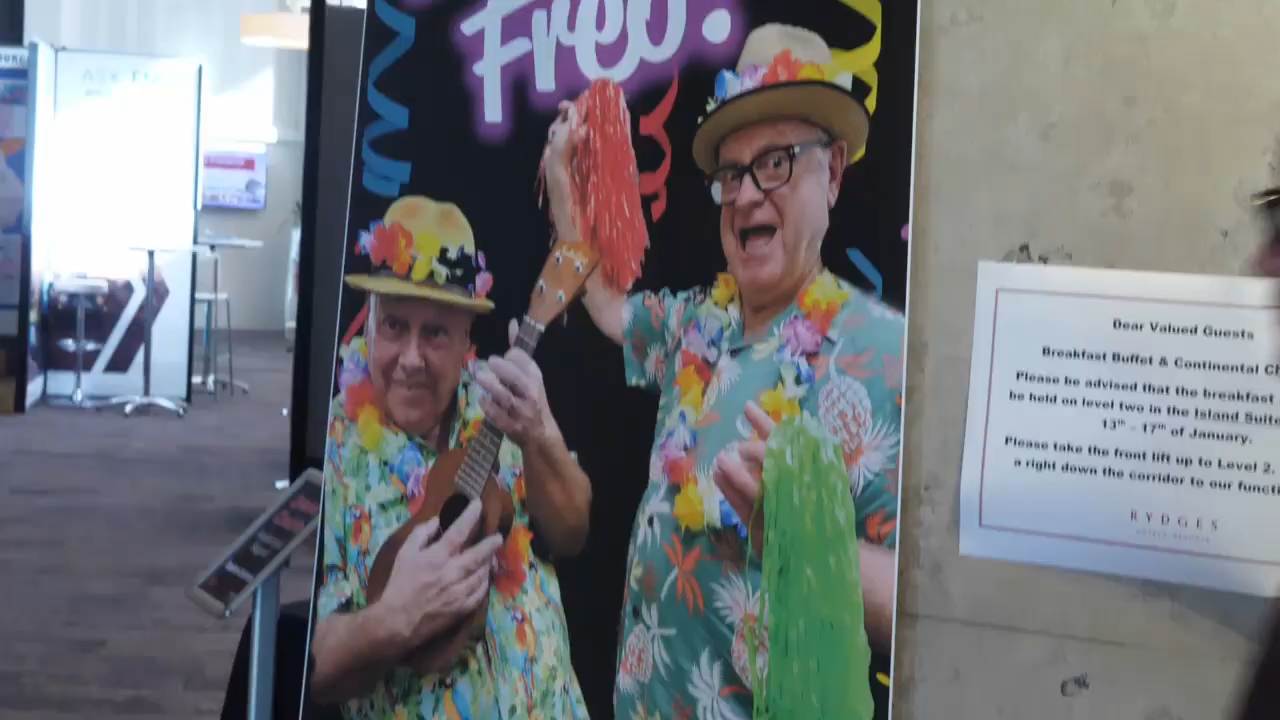 Free!
Dear Valued Guests
Breakfast Buffet & Continental
Please be advised that the breakfast
be held on level two in the Island Suite
13th - 17th of January.
Please take the front lift up to Level 2.
a right down the corridor to our
RYDGES